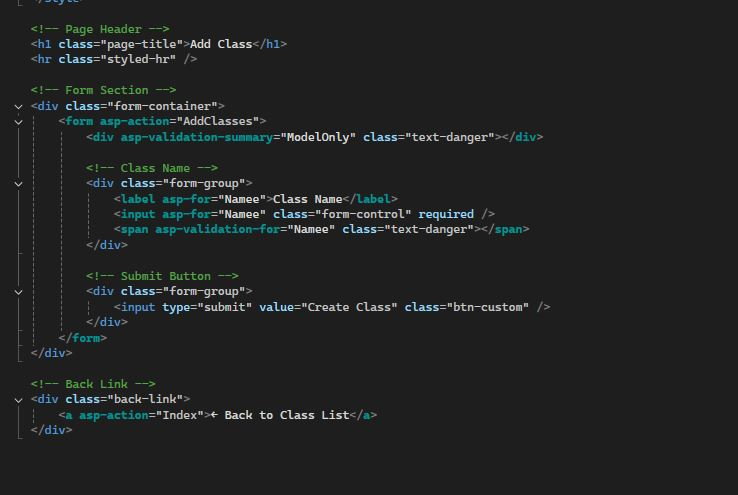 </style>
<!-- Page Header -->
<h1 class="page-title">Add Class</h1>
<hr class="styled-hr" />
<!-- Form Section -->
<div class="form-container">
<form asp-action="AddClasses">
<div asp-validation-summary="ModelOnly" class="text-danger"></div>
<!-- Class Name -->
<div class="form-group">
<label asp-for="Namee">Class Name</label>
<input asp-for="Namee" class="form-control" required />
<span asp-validation-for="Namee" class="text-danger"></span>
</div>
<!-- Submit Button -->
<div class="form-group">
<input type="submit" value="Create Class" class="btn-custom" />
</div>
</form>
</div>
<!-- Back Link -->
<div class="back-link">
<a asp-action="Index">← Back to Class List</a>
</div>